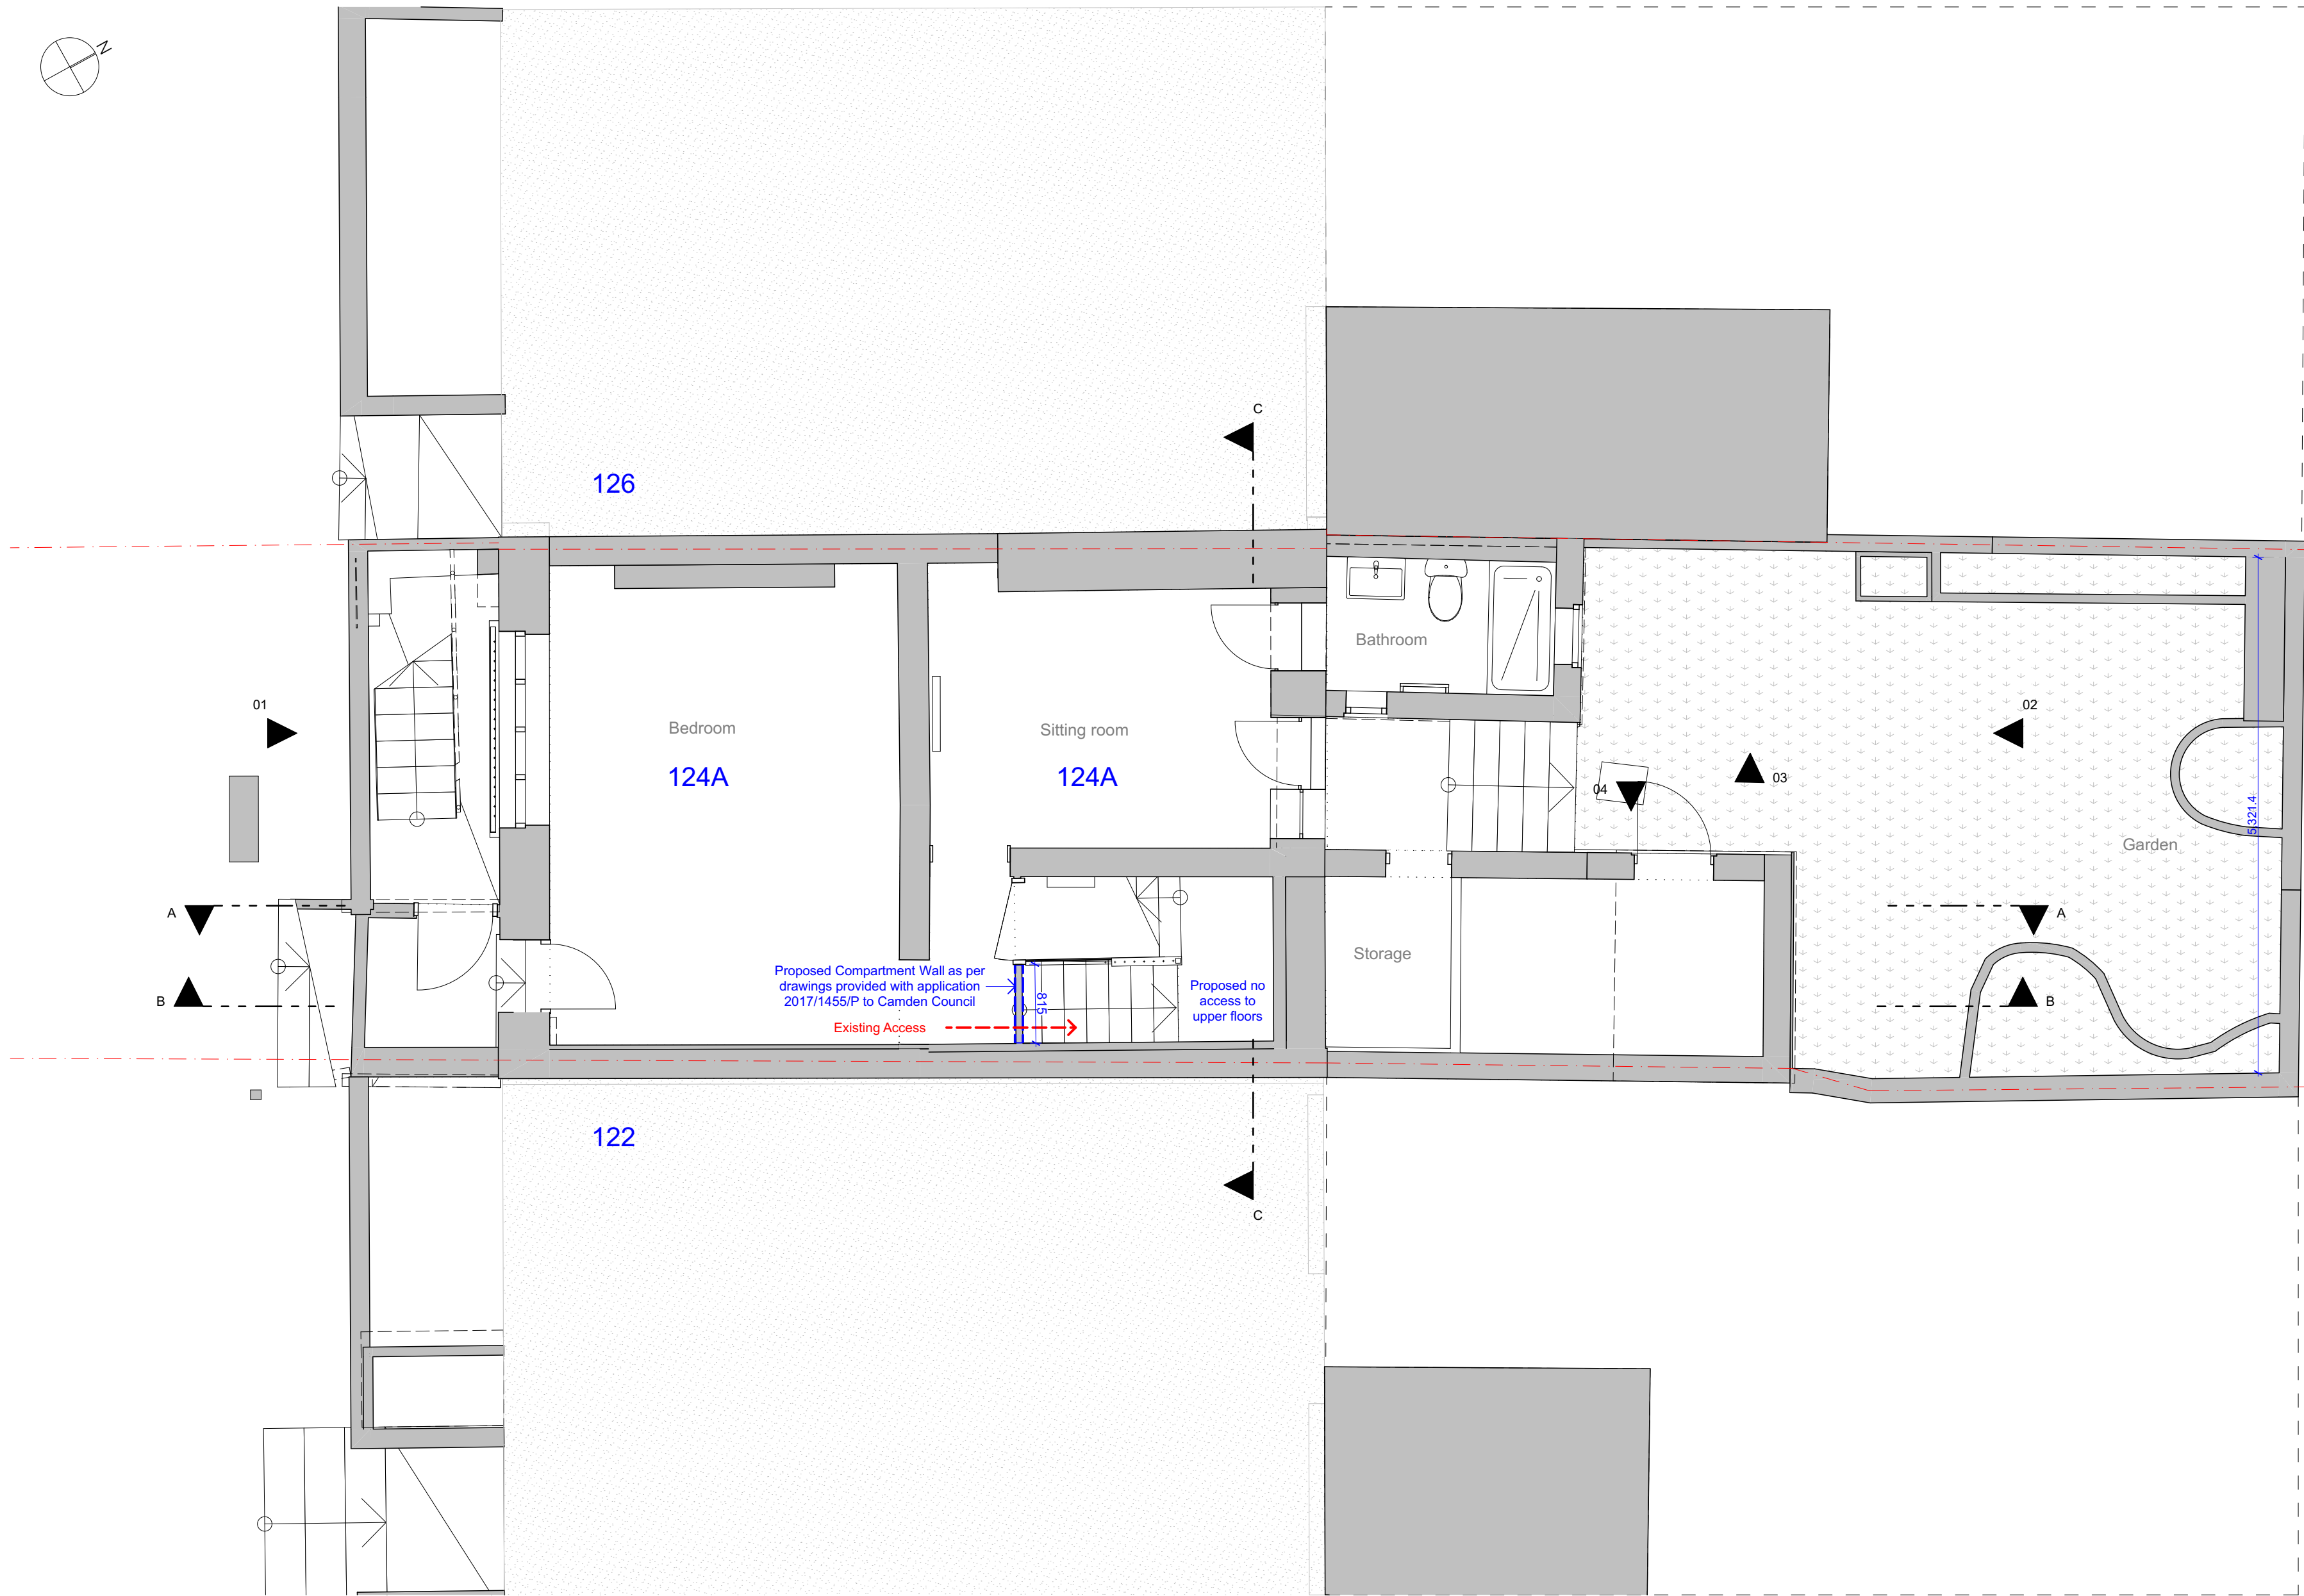 N
C
126
Bathroom
01
02
Bedroom
Sitting room
124A
124A
03
04
5,321.4
Garden
A
A
Storage
Proposed Compartment Wall as per
drawings provided with application
2017/1455/P to Camden Council
815
Proposed no
access to
upper floors
B
B
Existing Access
122
C